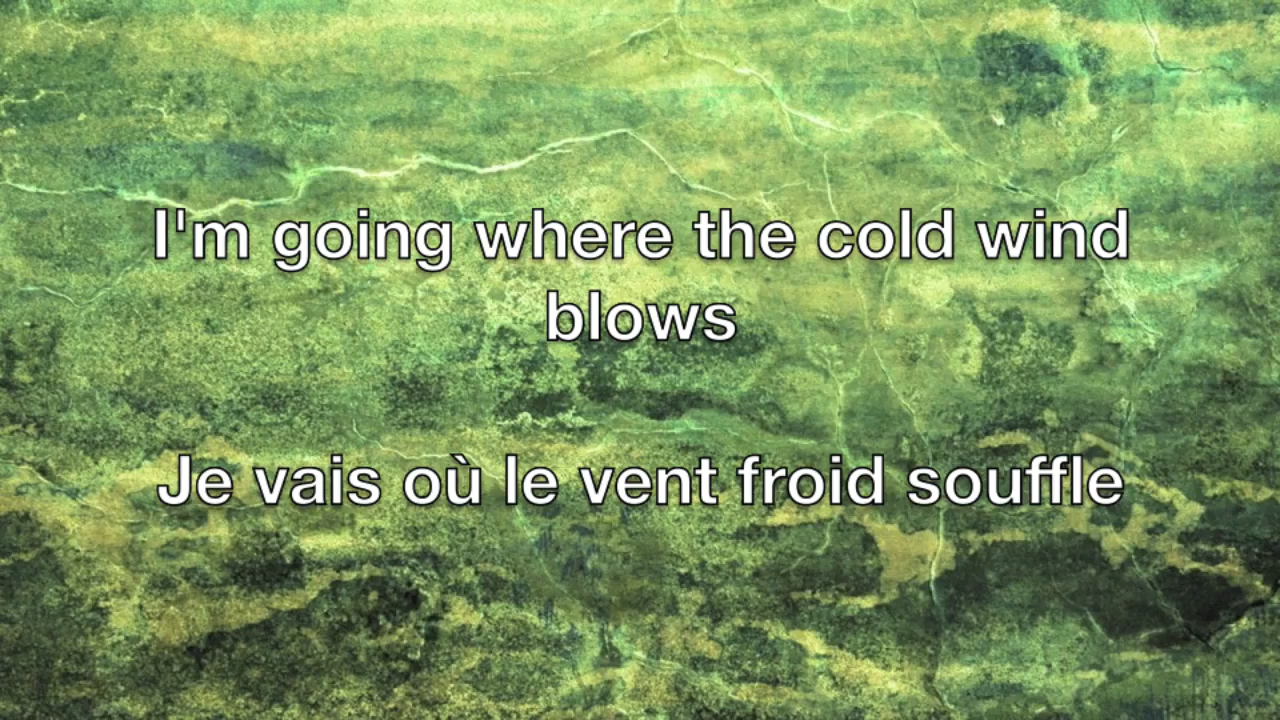 I'm going where the cold wind
blows
Je vais où le vent froid souffle